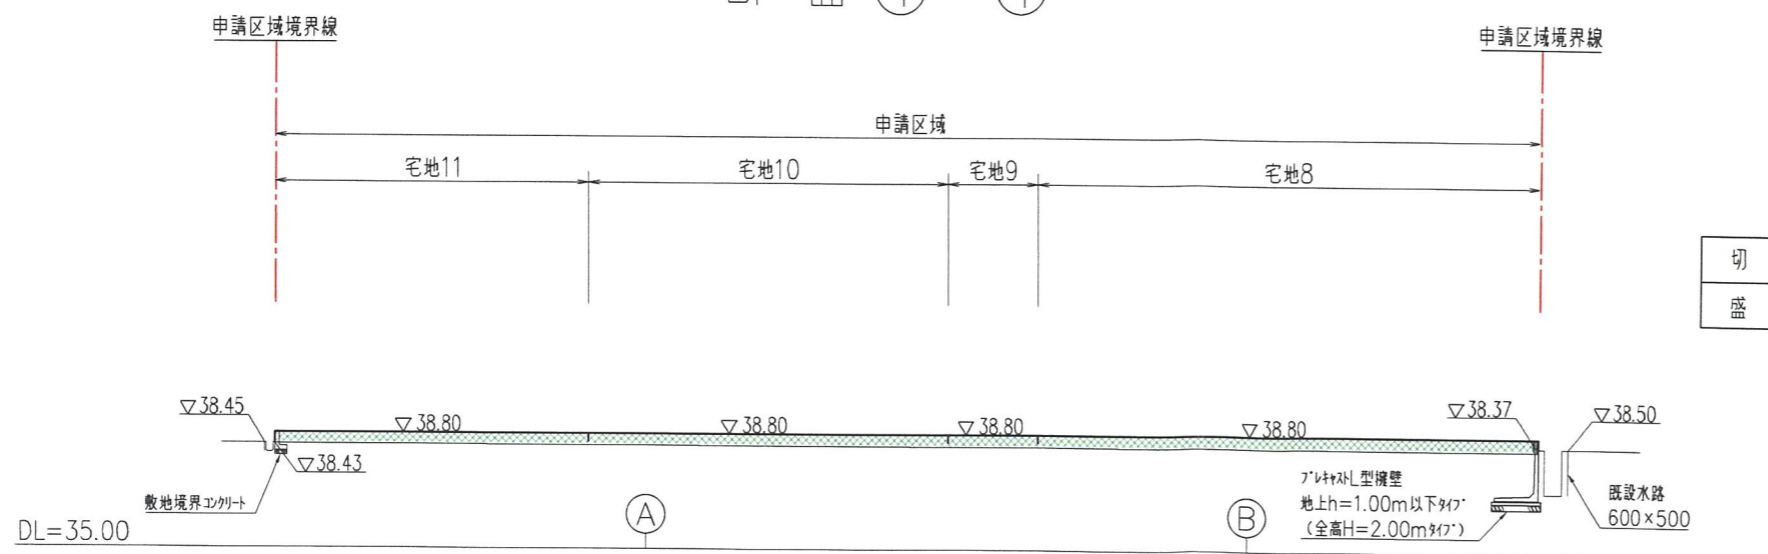 申請区域境界線
申請区域境界線
申請区域
宅地11
宅地10
宅地9
宅地8
切
盛
▽38.45
▽38.80
▽38.80
▽38.80
▽38.80
▽38.37
▽38.50
▽38.43
敷地境界コンクリート
プレキャストL型擁壁
地上h=1.00m以下タイプ
(全高H=2.00mタイプ)
既設水路
600×500
A
B
DL=35.00